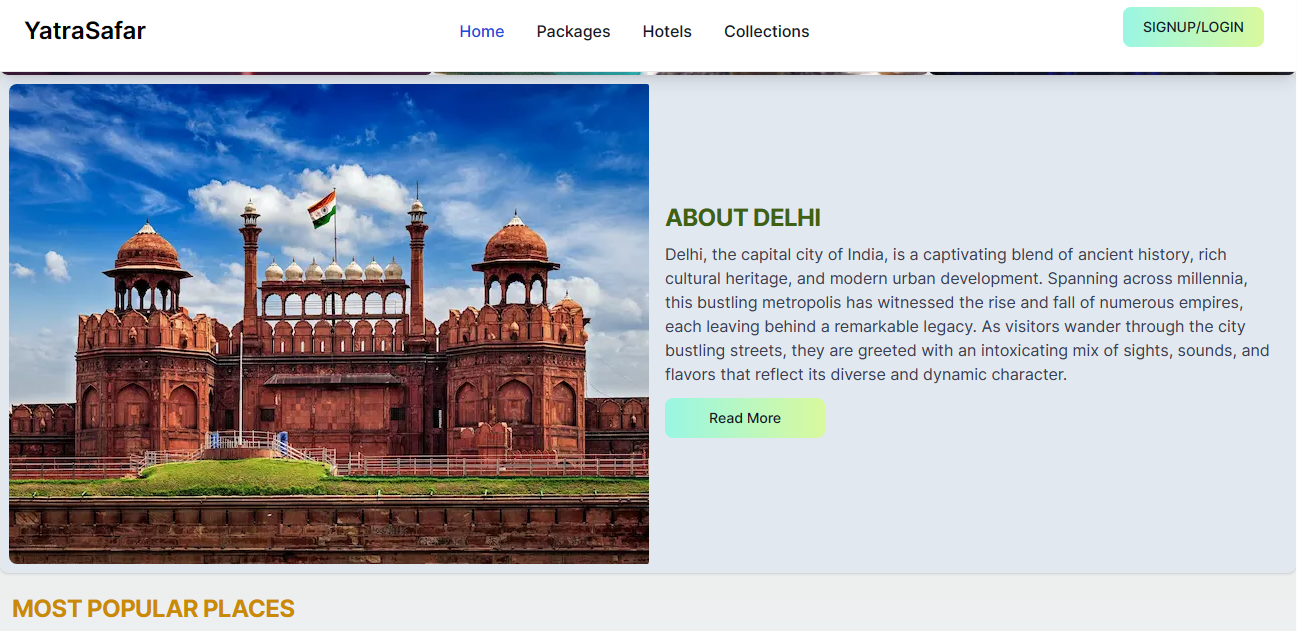 YatraSafar
Home Packages Hotels Collections
SIGNUP/LOGIN
ABOUT DELHI
Delhi, the capital city of India, is a captivating blend of ancient history, rich
cultural heritage, and modern urban development. Spanning across millennia,
this bustling metropolis has witnessed the rise and fall of numerous empires,
each leaving behind a remarkable legacy. As visitors wander through the city
bustling streets, they are greeted with an intoxicating mix of sights, sounds, and
flavors that reflect its diverse and dynamic character.
Read More
MOST POPULAR PLACES